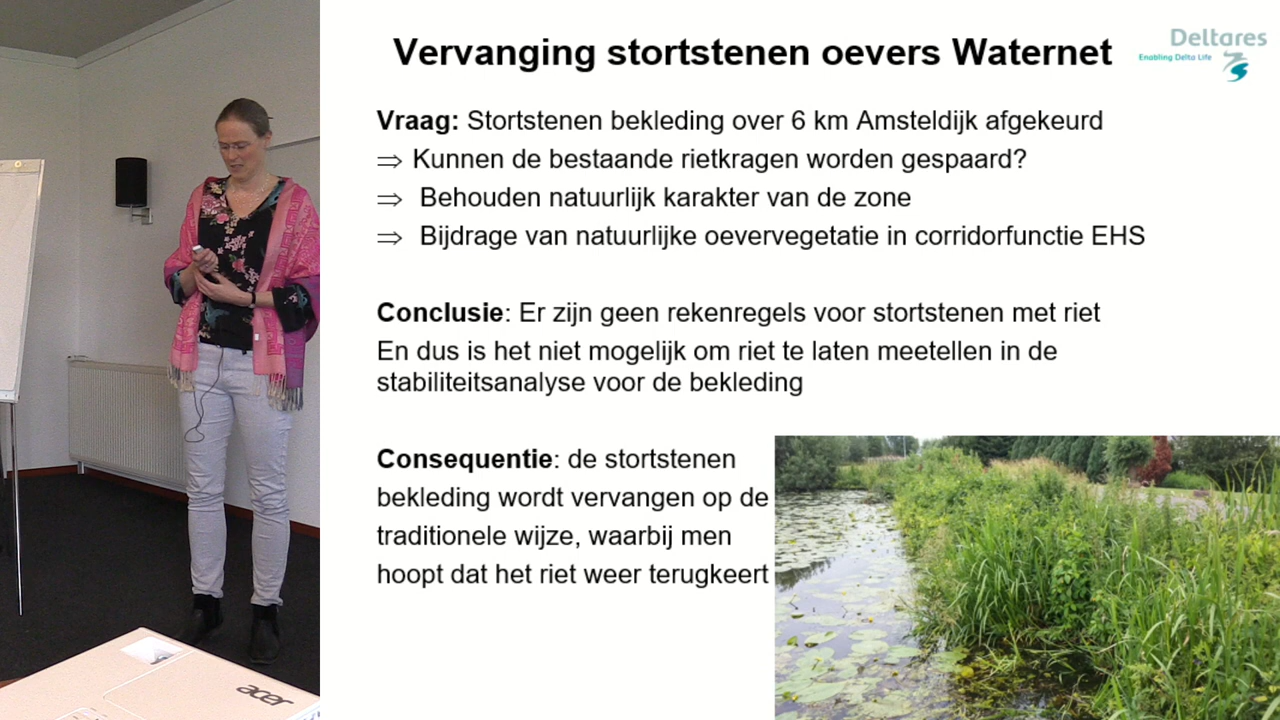 Vervanging stortstenen oevers Waternet
Deltares
Enabling Delta Life
Vraag: Stortstenen bekleding over 6 km Amsteldijk afgekeurd
⇒ Kunnen de bestaande rietkragen worden gespaard?
⇒ Behouden natuurlijk karakter van de zone
⇒ Bijdrage van natuurlijke oevervegetatie in corridorfunctie EHS
Conclusie: Er zijn geen rekenregels voor stortstenen met riet
En dus is het niet mogelijk om riet te laten meetellen in de
stabiliteitsanalyse voor de bekleding
Consequentie: de stortstenen
bekleding wordt vervangen op de
traditionele wijze, waarbij men
hoopt dat het riet weer terugkeert
acer